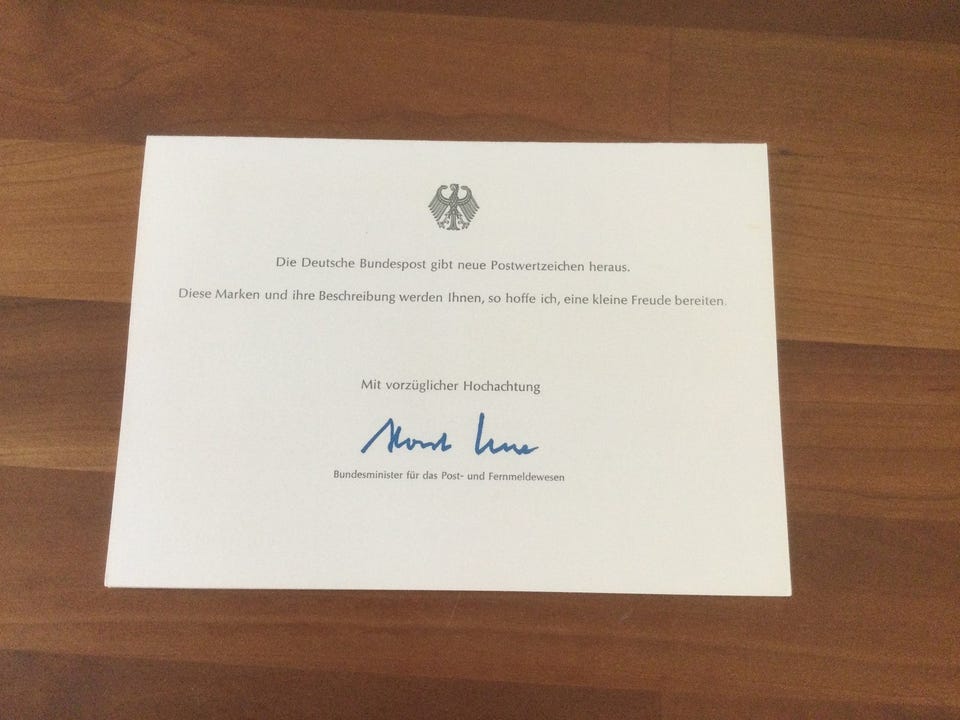 Die Deutsche Bundespost gibt neue Postwertzeichen heraus.
Diese Marken und ihre Beschreibung werden Ihnen, so hoffe ich, eine kleine Freude bereiten.
Mit vorzüglicher Hochachtung
Horst
Bundesminister für das Post- und Fernmeldewesen